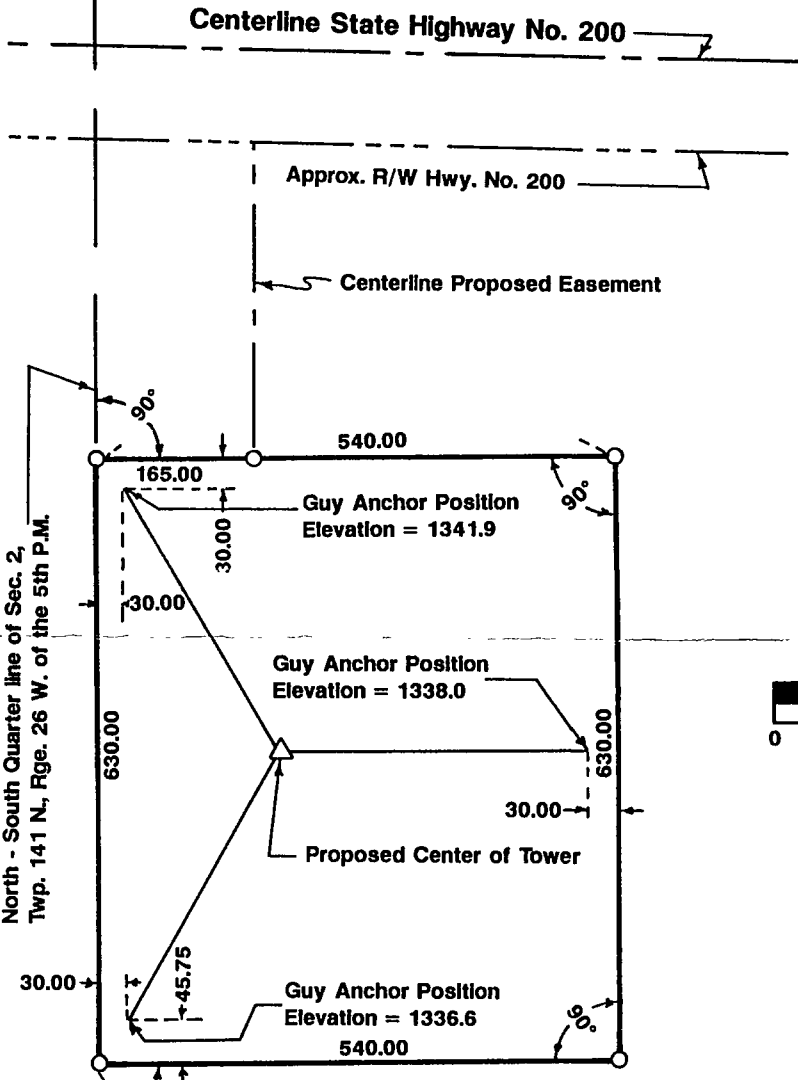 Centerline State Highway No. 200
Approx. R/W Hwy. No. 200
Centerline Proposed Easement
90°
540.00
165.00
90°
Guy Anchor Position
Elevation = 1341.9
30.00
30.00
North - South Quarter line of Sec. 2,
Twp. 141 N., Rge. 26 W. of the 5th P.M.
Guy Anchor Position
Elevation = 1338.0
630.00
630.00
0
30.00
Proposed Center of Tower
45.75
30.00
Guy Anchor Position
Elevation = 1336.6
90°
540.00